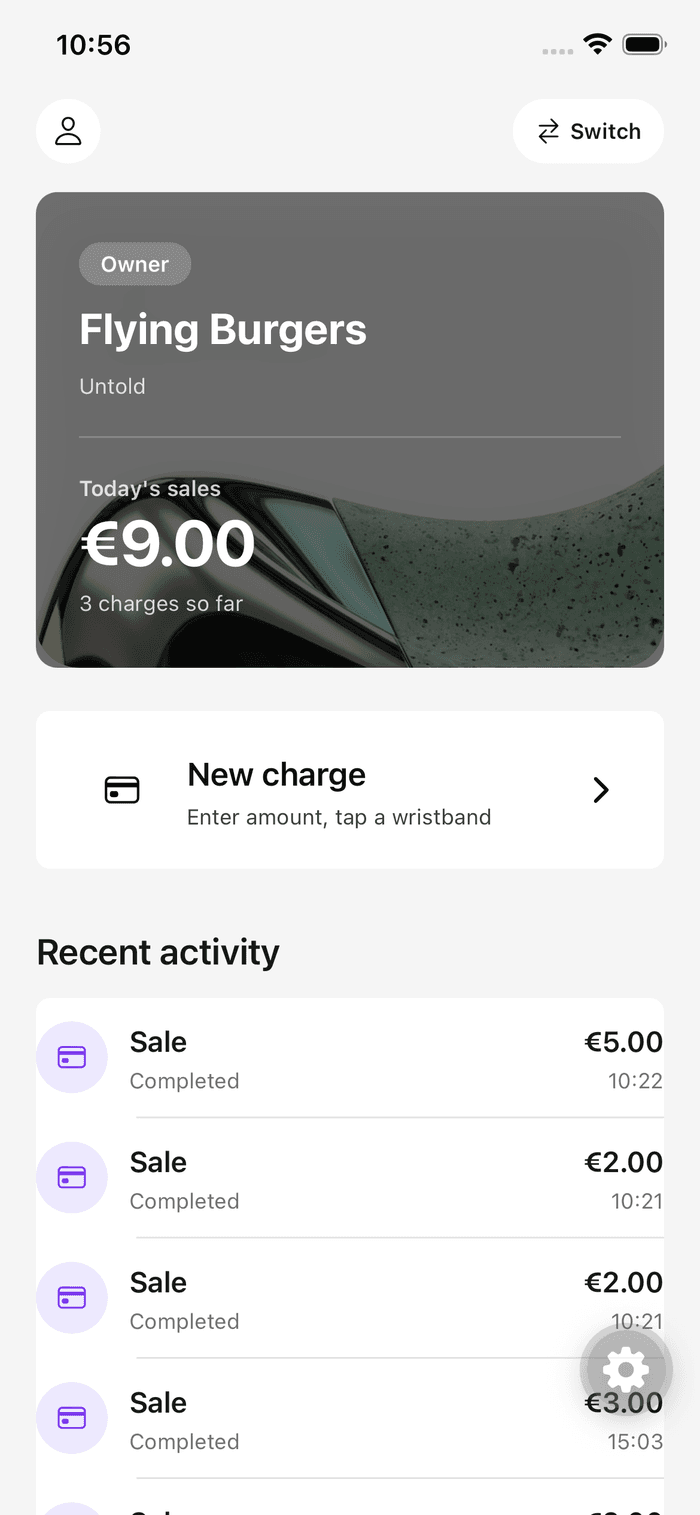 10:56
Switch
Owner
Flying Burgers
Untold
Today's sales
€9.00
3 charges so far
New charge
Enter amount, tap a wristband
Recent activity
Sale
€5.00
Completed
10:22
Sale
€2.00
Completed
10:21
Sale
€2.00
Completed
10:21
Sale
€3.00
Completed
15:03